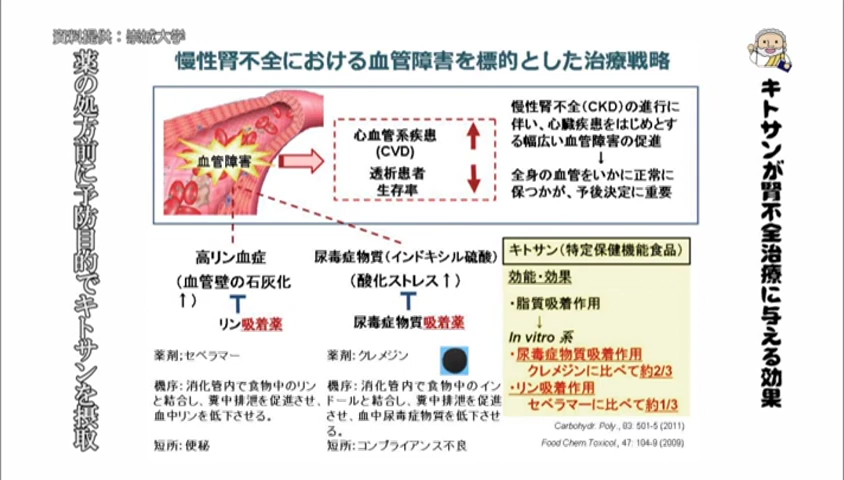 資料提供：崇城大学
薬の処方前に予防目的でキトサンを摂取
キトサンが腎不全治療に与える効果
慢性腎不全における血管障害を標的とした治療戦略
血管障害
心血管系疾患
(CVD)
透析患者
生存率
慢性腎不全(CKD)の進行に
伴い、心臓疾患をはじめとす
る幅広い血管障害の促進
↓
全身の血管をいかに正常に
保つかが、予後決定に重要
高リン血症
(血管壁の石灰化
↑)
リン吸着薬
薬剤;セベラマー
機序:消化管内で食物中のリン
と結合し、糞中排泄を促進させ、
血中リンを低下させる。
短所:便秘
尿毒症物質(インドキシル硫酸)
(酸化ストレス↑)
尿毒症物質吸着薬
薬剤:クレメジン
機序:消化管内で食物中のイン
ドールと結合し、糞中排泄を促進
させ、血中尿毒症物質を低下させ
る。
短所:コンプライアンス不良
キトサン(特定保健機能食品)
効能・効果
・脂質吸着作用
↓
In vitro 系
・尿毒症物質吸着作用
クレメジンに比べて約2/3
・リン吸着作用
セベラマーに比べて約1/3
Carbohydr. Poly., 83: 501-5 (2011)
Food Chem.Toxicol., 47: 104-9 (2009)